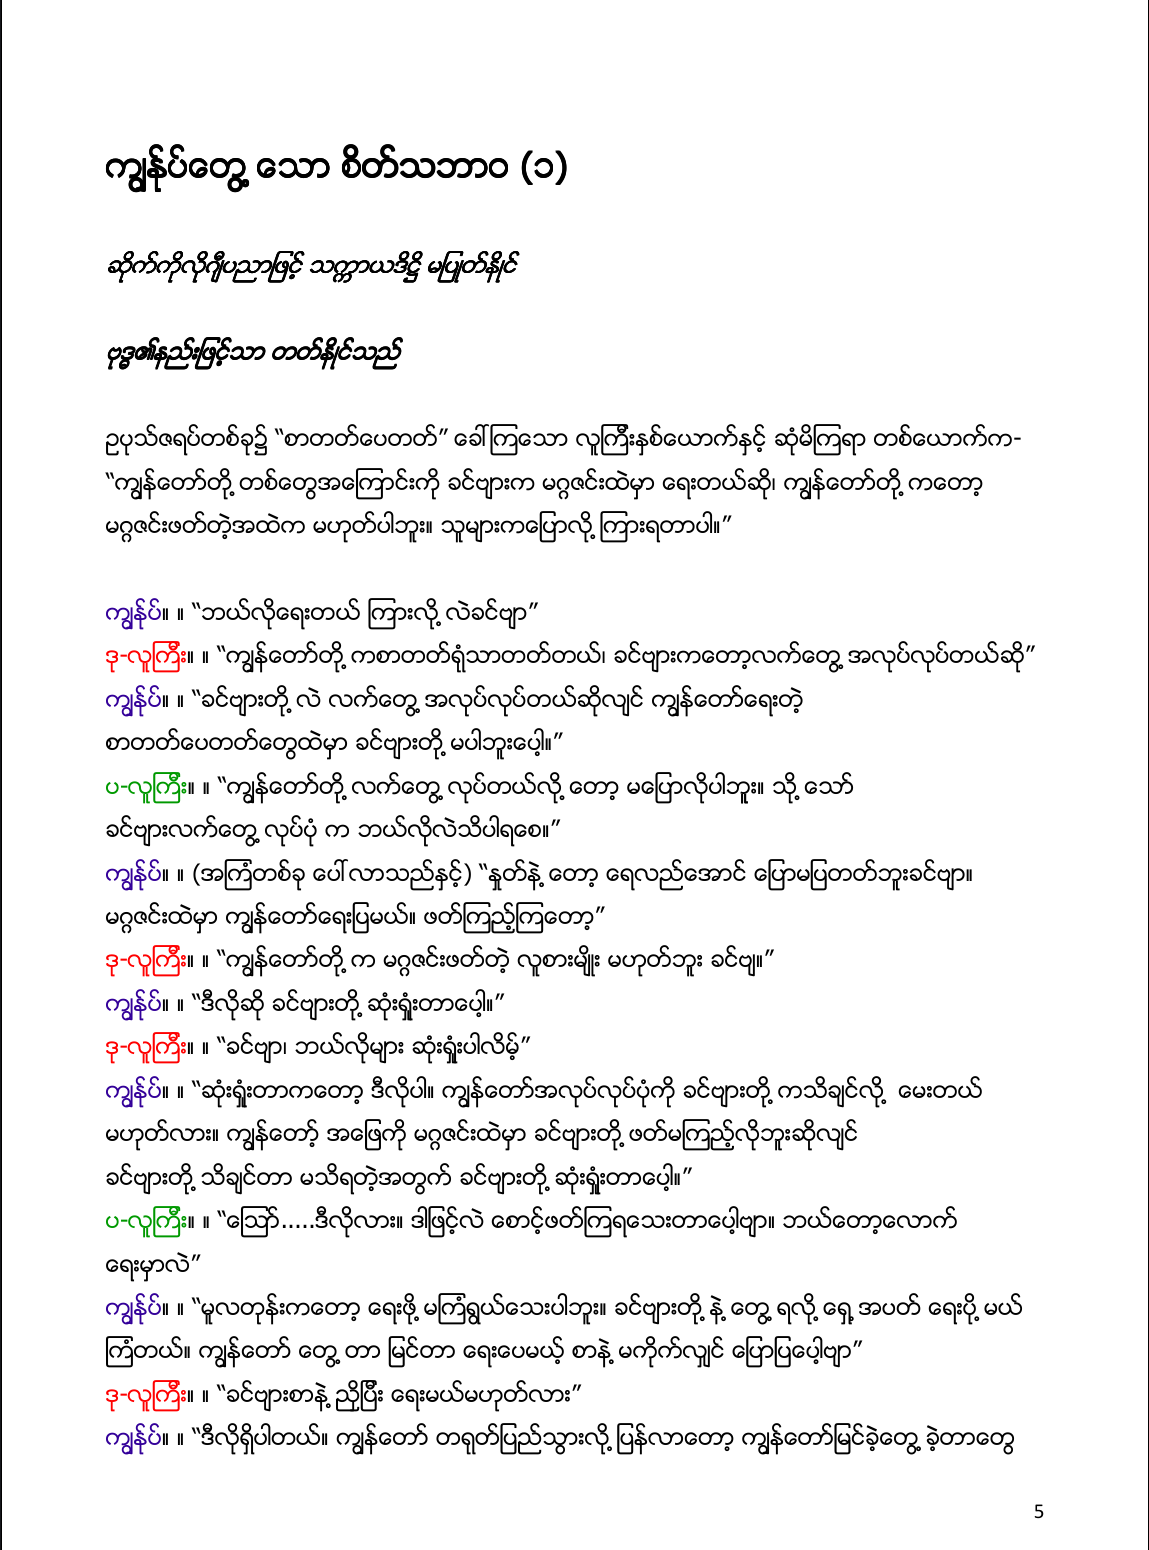 ကျွန်ုပ်တွေ့ သော စိတ်သဘာဝ (၁)
ဆိုက်ကိုလိုဂျီပညာဖြင့် သက္ကာယဒိဋ္ဌိ မပြုတ်နိုင်
ဗုဒ္ဓ၏နည်းဖြင့်သာ တတ်နိုင်သည်
ဥပုသ်ဇရပ်တစ်ခု၌ “စာတတ်ပေတတ်” ခေါ်ကြသော လူကြီးနှစ်ယောက်နှင့် ဆုံမိကြရာ တစ်ယောက်က-
“ကျွန်တော်တို့ တစ်တွေအကြောင်းကို ခင်ဗျားက မဂ္ဂဇင်းထဲမှာ ရေးတယ်ဆို၊ ကျွန်တော်တို့ ကတော့
မဂ္ဂဇင်းဖတ်တဲ့အထဲက မဟုတ်ပါဘူး။ သူများကပြောလို့ ကြားရတာပါ။”
ကျွန်ုပ်။ ။ “ဘယ်လိုရေးတယ် ကြားလို့ လဲခင်ဗျာ”
ဒု-လူကြီး။ ။ “ကျွန်တော်တို့ ကစာတတ်ရုံသာတတ်တယ်၊ ခင်ဗျားကတော့လက်တွေ့ အလုပ်လုပ်တယ်ဆို”
ကျွန်ုပ်။ ။ “ခင်ဗျားတို့ လဲ လက်တွေ့ အလုပ်လုပ်တယ်ဆိုလျင် ကျွန်တော်ရေးတဲ့
စာတတ်ပေတတ်တွေထဲမှာ ခင်ဗျားတို့ မပါဘူးပေါ့။”
ပ-လူကြီး။ ။ “ကျွန်တော်တို့ လက်တွေ့ လုပ်တယ်လို့ တော့ မပြောလိုပါဘူး။ သို့ သော်
ခင်ဗျားလက်တွေ့ လုပ်ပုံ က ဘယ်လိုလဲသိပါရစေ။”
ကျွန်ုပ်။ ။ (အကြံတစ်ခု ပေါ်လာသည်နှင့်) “နှုတ်နဲ့ တော့ ရေလည်အောင် ပြောမပြတတ်ဘူးခင်ဗျာ။
မဂ္ဂဇင်းထဲမှာ ကျွန်တော်ရေးပြမယ်။ ဖတ်ကြည့်ကြတော့”
ဒု-လူကြီး။ ။ “ကျွန်တော်တို့ က မဂ္ဂဇင်းဖတ်တဲ့ လူစားမျိုး မဟုတ်ဘူး ခင်ဗျ။”
ကျွန်ုပ်။ ။ “ဒီလိုဆို ခင်ဗျားတို့ ဆုံးရှုံးတာပေါ့။”
ဒု-လူကြီး။ ။ “ခင်ဗျာ၊ ဘယ်လိုများ ဆုံးရှုံးပါလိမ့်”
ကျွန်ုပ်။ ။ “ဆုံးရှုံးတာကတော့ ဒီလိုပါ။ ကျွန်တော်အလုပ်လုပ်ပုံကို ခင်ဗျားတို့ ကသိချင်လို့ မေးတယ်
မဟုတ်လား။ ကျွန်တော့် အဖြေကို မဂ္ဂဇင်းထဲမှာ ခင်ဗျားတို့ ဖတ်မကြည့်လိုဘူးဆိုလျင်
ခင်ဗျားတို့ သိချင်တာ မသိရတဲ့အတွက် ခင်ဗျားတို့ ဆုံးရှုံးတာပေါ့။”
ပ-လူကြီး။ ။ “သြော်.....ဒီလိုလား။ ဒါဖြင့်လဲ စောင့်ဖတ်ကြရသေးတာပေါ့ဗျာ။ ဘယ်တော့လောက်
ရေးမှာလဲ”
ကျွန်ုပ်။ ။ “မူလတုန်းကတော့ ရေးဖို့ မကြံရွယ်သေးပါဘူး။ ခင်ဗျားတို့ နဲ့ တွေ့ ရလို့ ရှေ့ အပတ် ရေးပို့ မယ်
ကြံတယ်။ ကျွန်တော် တွေ့ တာ မြင်တာ ရေးပေမယ့် စာနဲ့ မကိုက်လျှင် ပြောပြပေါ့ဗျာ”
ဒု-လူကြီး။ ။ “ခင်ဗျားစာနဲ့ ညှိပြီး ရေးမယ်မဟုတ်လား”
ကျွန်ုပ်။ ။ “ဒီလိုရှိပါတယ်။ ကျွန်တော် တရုတ်ပြည်သွားလို့ ပြန်လာတော့ ကျွန်တော်မြင်ခဲ့တွေ့ ခဲ့တာတွေ
5